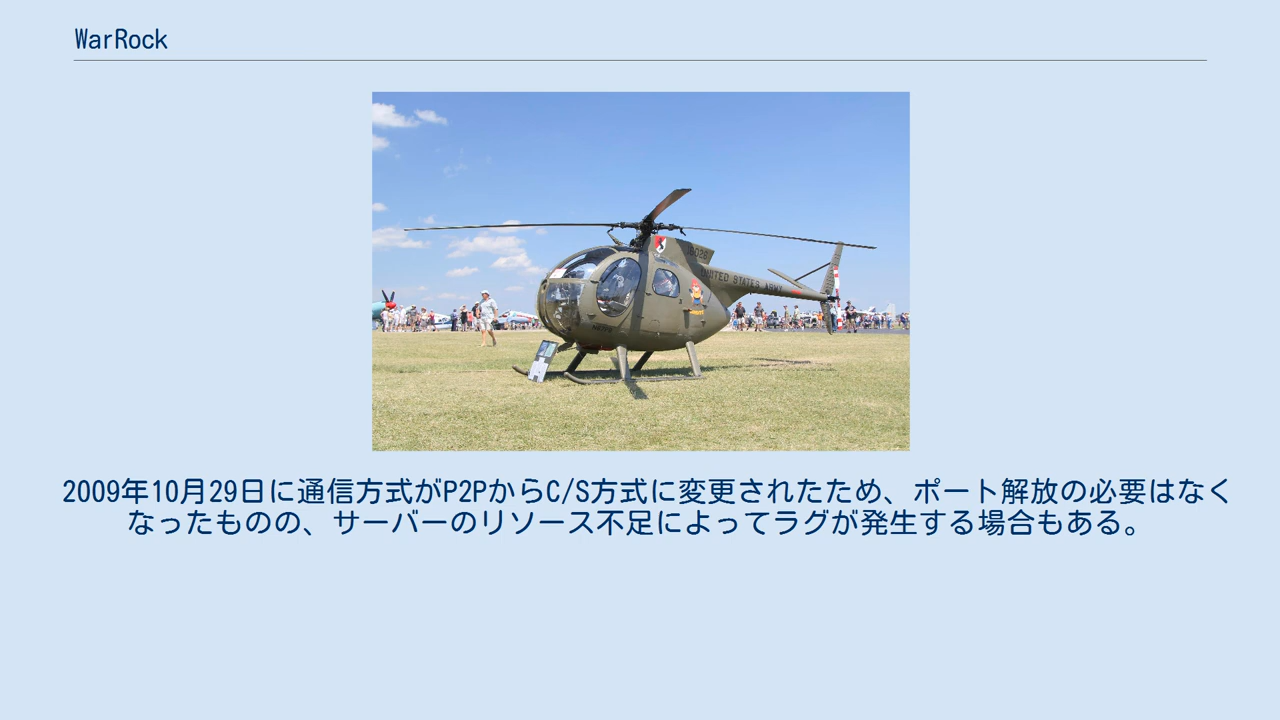 WarRock
UNITED STATES ARMY
2009年10月29日に通信方式がP2PからC/S方式に変更されたため、ポート解放の必要はなく
なったものの、サーバーのリソース不足によってラグが発生する場合もある。